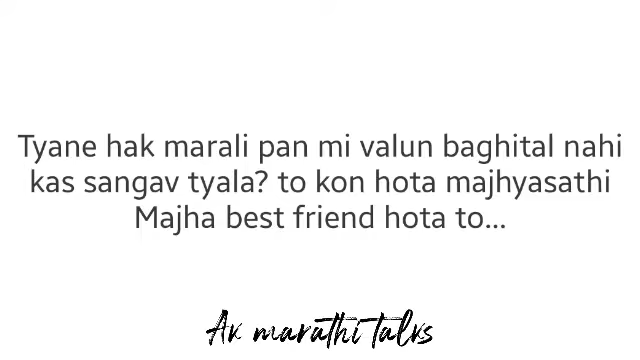 Tyane hak marali pan mi valun baghital nahi
kas sangav tyala? to kon hota majhyasathi
Majha best friend hota to...
Ak marathi talks